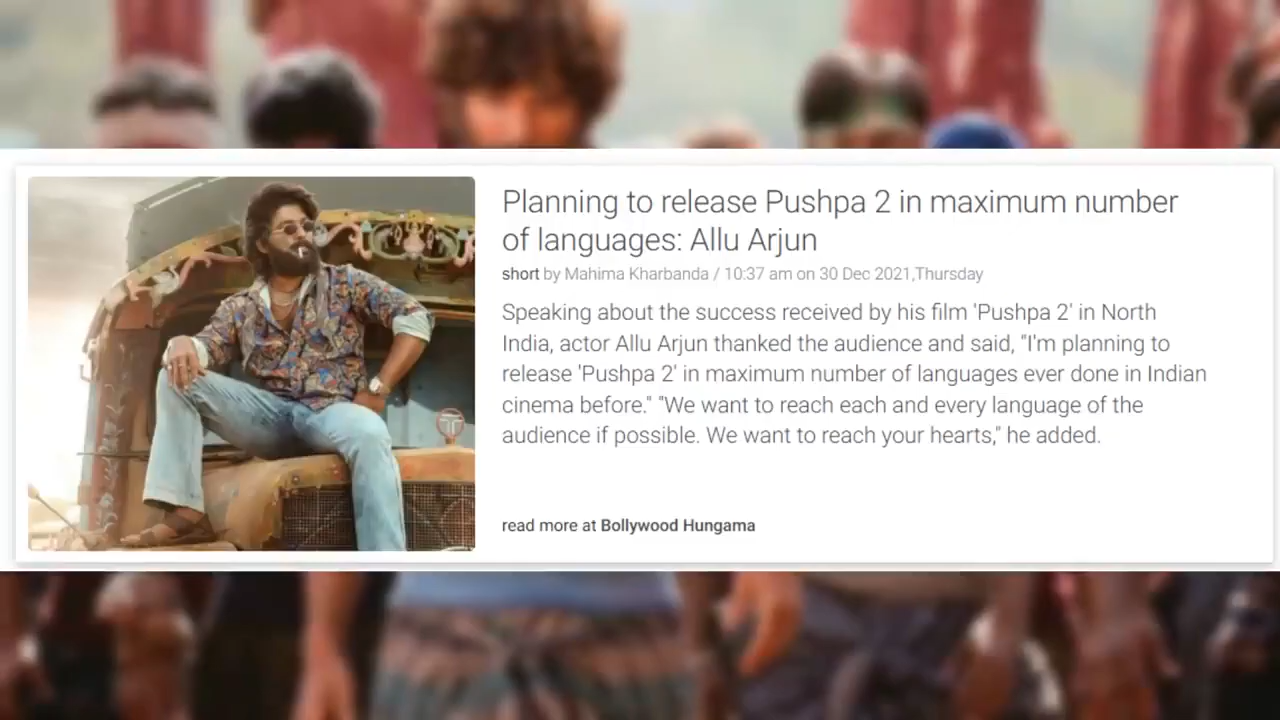 Planning to release Pushpa 2 in maximum number
of languages: Allu Arjun
short by Mahima Kharbanda / 10:37 am on 30 Dec 2021,Thursday
Speaking about the success received by his film 'Pushpa 2' in North
India, actor Allu Arjun thanked the audience and said, "I'm planning to
release 'Pushpa 2' in maximum number of languages ever done in Indian
cinema before." "We want to reach each and every language of the
audience if possible. We want to reach your hearts," he added.
read more at Bollywood Hungama